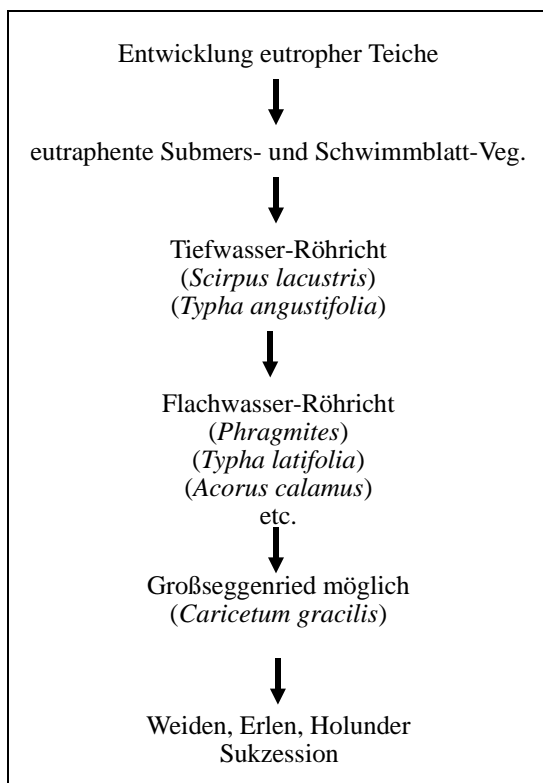 Entwicklung eutropher Teiche
eutraphente Submers- und Schwimmblatt-Veg.
Tiefwasser-Röhricht
(Scirpus lacustris)
(Typha angustifolia)
Flachwasser-Röhricht
(Phragmites)
(Typha latifolia)
(Acorus calamus)
etc.
Großseggenried möglich
(Caricetum gracilis)
Weiden, Erlen, Holunder
Sukzession